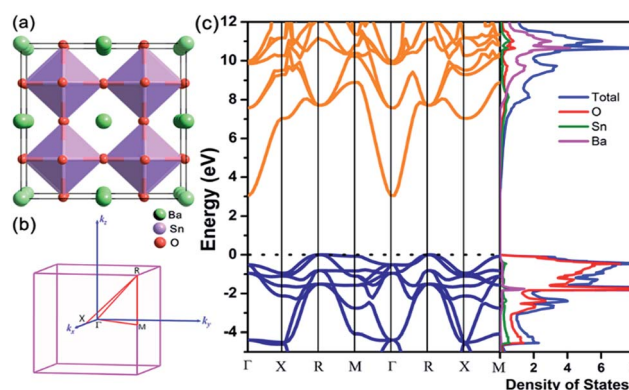 (a)
Ba
Sn
O
(b)
kz
R
X
Γ
M
kx
ky
(c)
Energy (eV)
12
10
8
6
4
2
0
-2
-4
Γ X R M Γ R X M
Total
O
Sn
Ba
2 4 6
Density of States